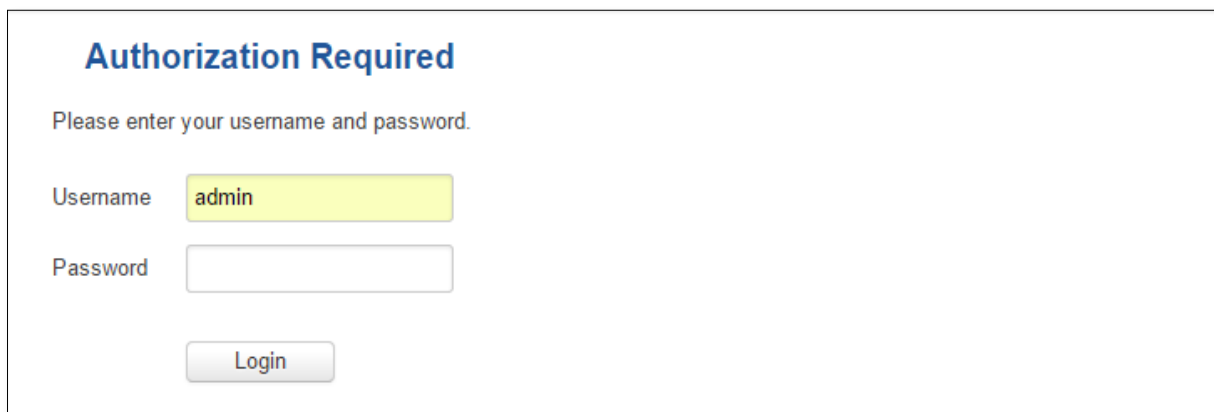 Authorization Required
Please enter your username and password.
Username admin
Password
Login